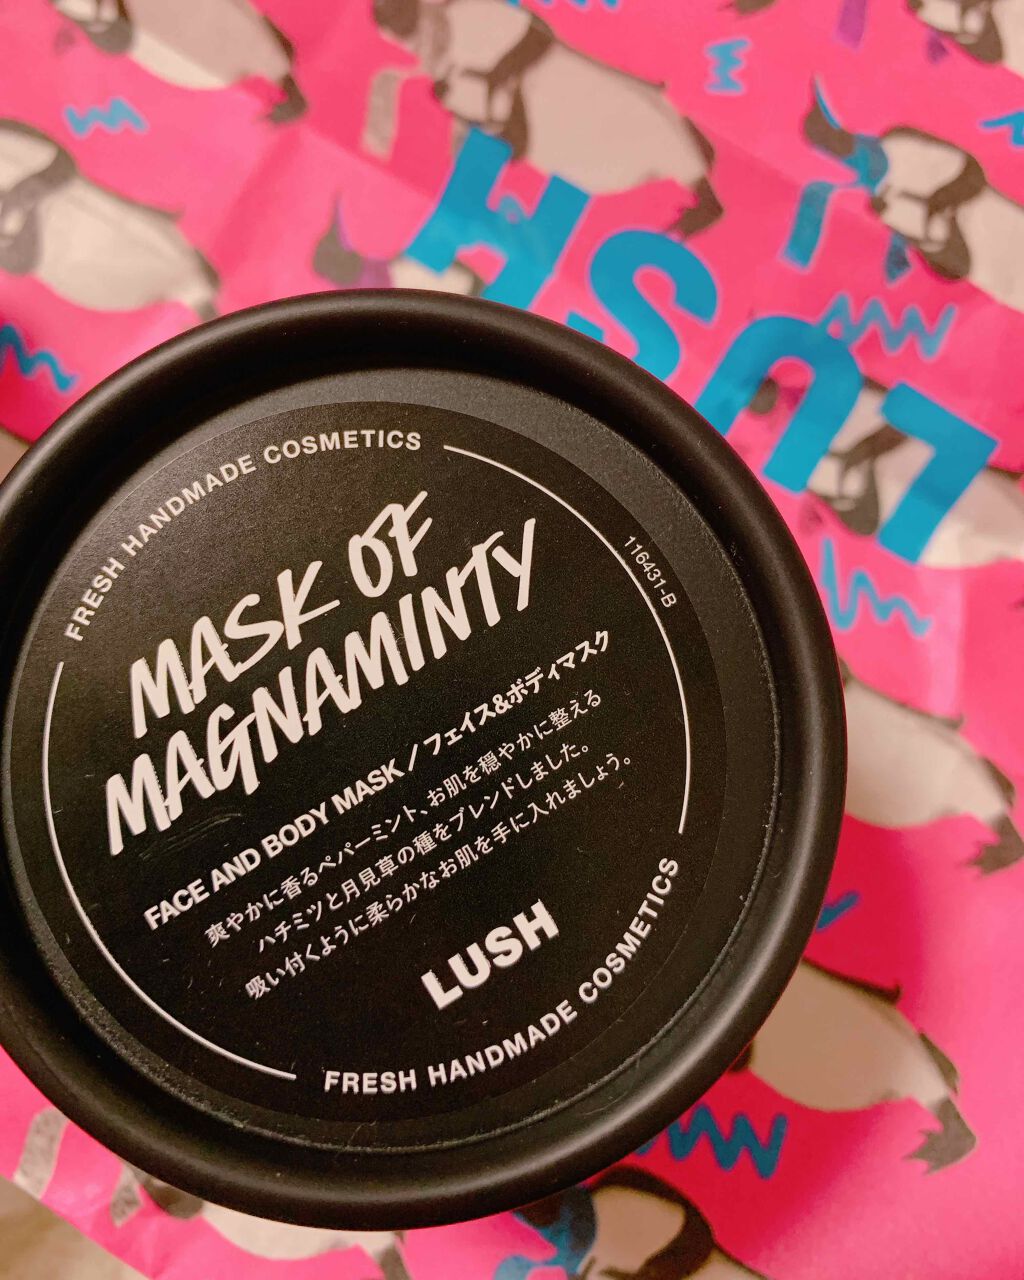 LUSH
FRESH HANDMADE COSMETICS
MASK OF
MAGNAMINTY
116431-B
FACE AND BODY MASK / フェイス&ボディマスク
爽やかに香るペパーミント、お肌を穏やかに整える
ハチミツと月見草の種をブレンドしました。
吸い付くように柔らかなお肌を手に入れましょう。
LUSH
FRESH HANDMADE COSMETICS